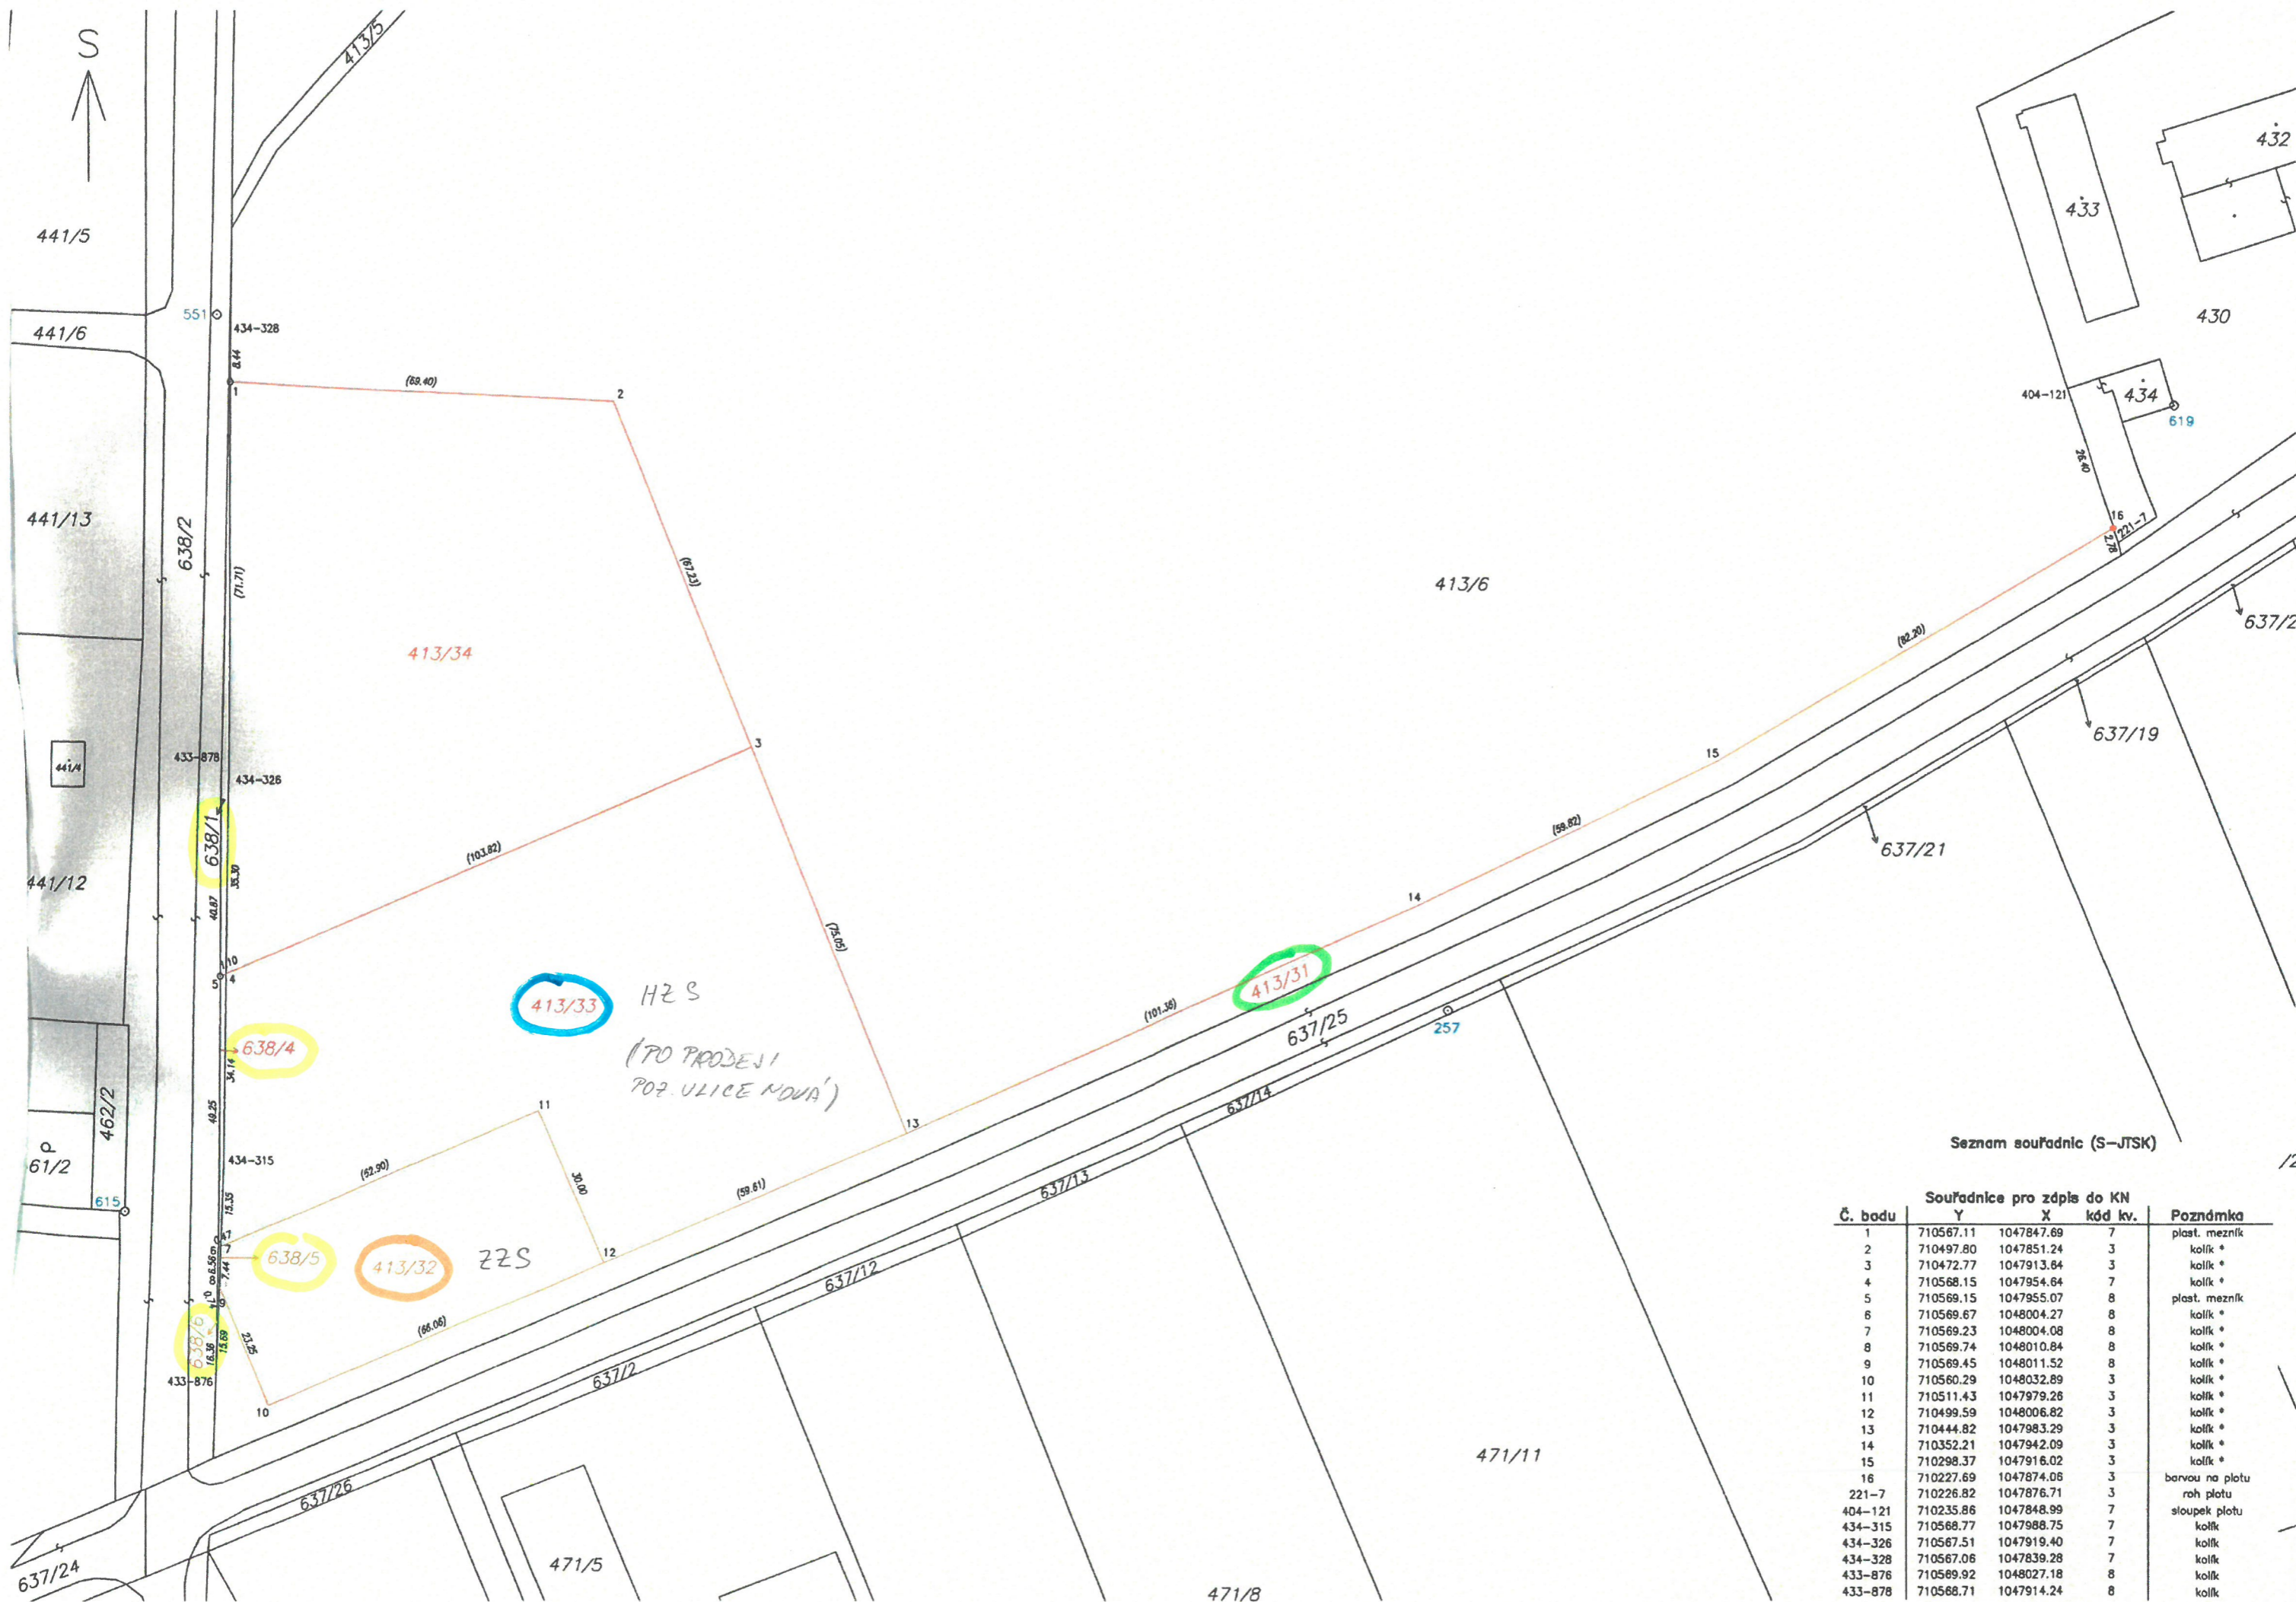 S
413/5
432
433
441/5
430
551
434-328
441/6
8.44
1
(69.40)
2
404-121
434
619
26.40
441/13
638/2
16
221-7
2.78
(71.71)
(67.23)
413/6
637/2
413/34
(82.20)
637/19
433-878
434-326
441/4
3
15
638/1
(103.82)
(59.82)
637/21
441/12
35.30
40.87
14
(75.05)
10
5
4
413/33
HZS
413/31
(101.36)
637/25
257
638/4
(PO PRODEJI
POZ. ULICE NOVÁ)
34.14
49.25
462/2
11
637/14
13
61/2
434-315
(52.90)
30.00
(59.61)
637/13
615
15.35
6
7
12
638/5
413/32
ZZS
637/12
8
6.56
7.44
9
638/6
16.36
15.69
23.25
(66.06)
433-876
637/2
10
637/26
471/11
471/5
471/8
637/24
Seznam souřadnic (S-JTSK)
Souřadnice pro zápis do KN
Č. bodu Y X kód kv. Poznámka
1 710567.11 1047847.69 7 plast. mezník
2 710497.80 1047851.24 3 kolík *
3 710472.77 1047913.64 3 kolík *
4 710568.15 1047954.64 7 kolík *
5 710569.15 1047955.07 8 plast. mezník
6 710569.67 1048004.27 8 kolík *
7 710569.23 1048004.08 8 kolík *
8 710569.74 1048010.84 8 kolík *
9 710569.45 1048011.52 8 kolík *
10 710560.29 1048032.89 3 kolík *
11 710511.43 1047979.26 3 kolík *
12 710499.59 1048006.82 3 kolík *
13 710444.82 1047983.29 3 kolík *
14 710352.21 1047942.09 3 kolík *
15 710298.37 1047916.02 3 kolík *
16 710227.69 1047874.06 3 barvou na plotu
221-7 710226.82 1047876.71 3 roh plotu
404-121 710235.86 1047848.99 7 sloupek plotu
434-315 710568.77 1047988.75 7 kolík
434-326 710567.51 1047919.40 7 kolík
434-328 710567.06 1047839.28 7 kolík
433-876 710569.92 1048027.18 8 kolík
433-878 710568.71 1047914.24 8 kolík